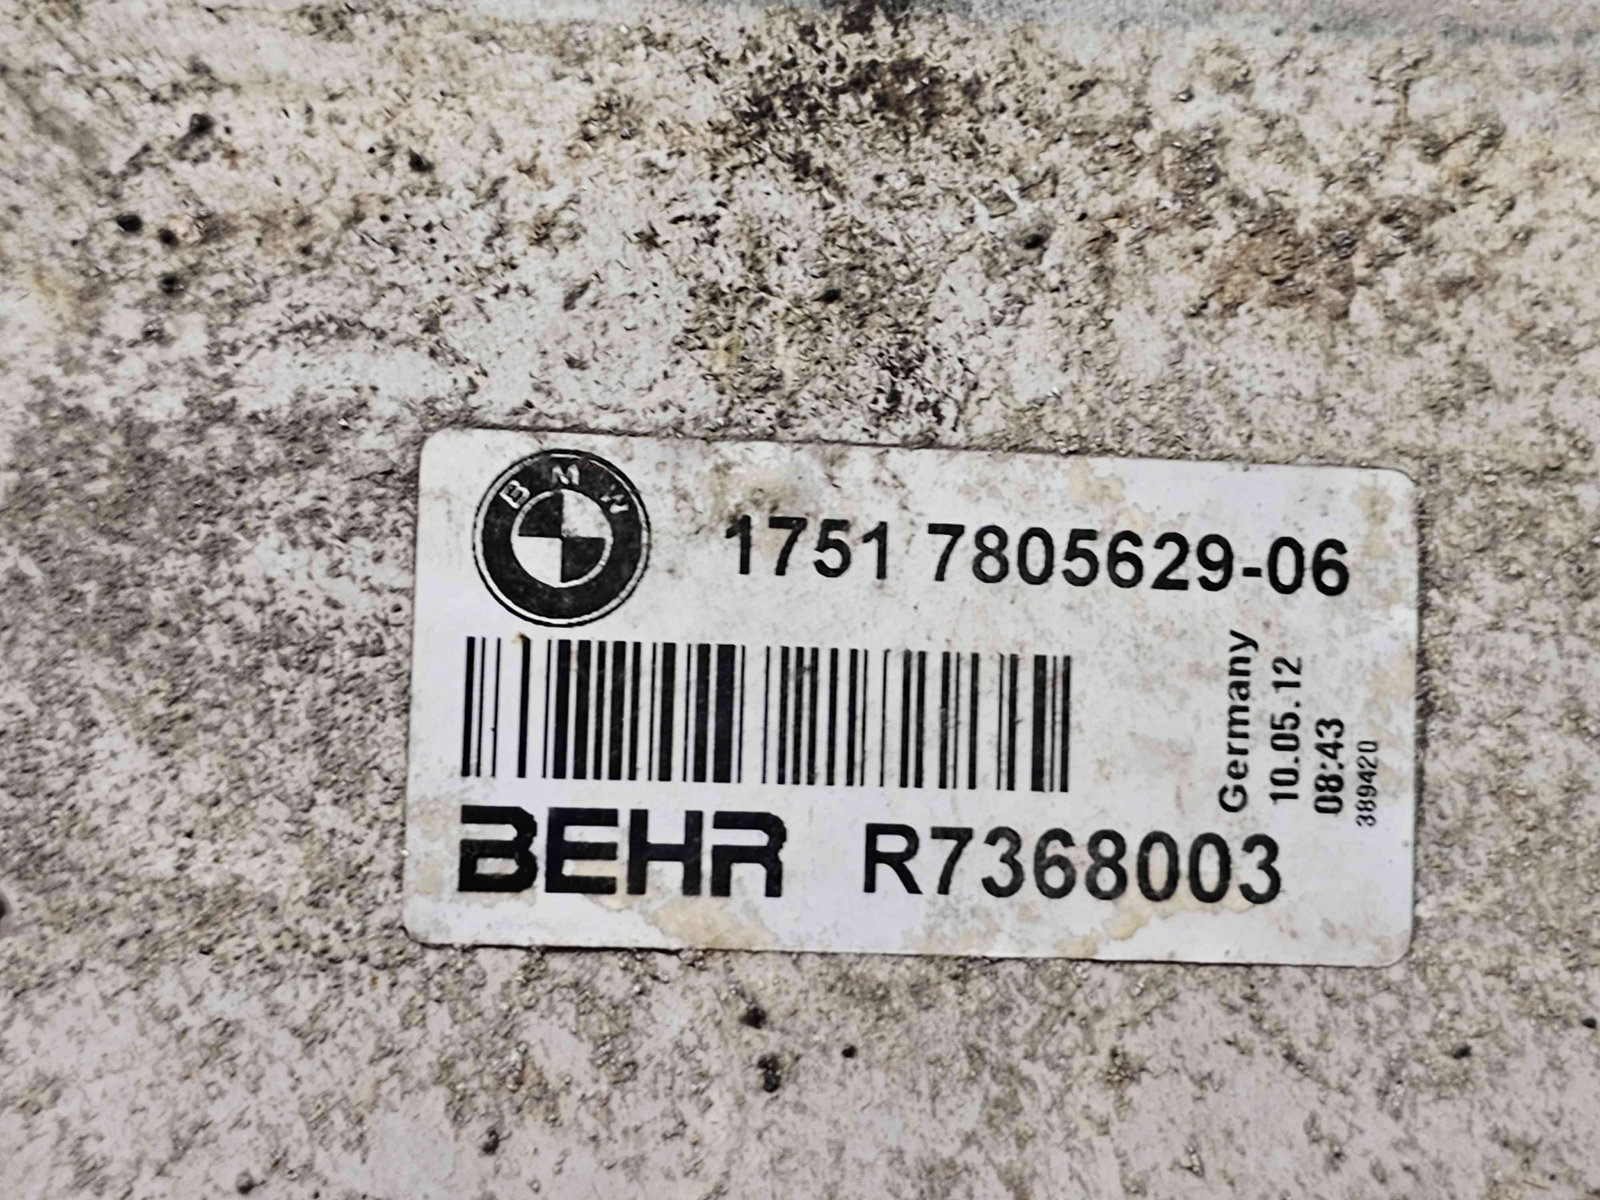 BMW
1751 7805629-06
Germany
10.05.12
08:43
389420
BEHR R7368003